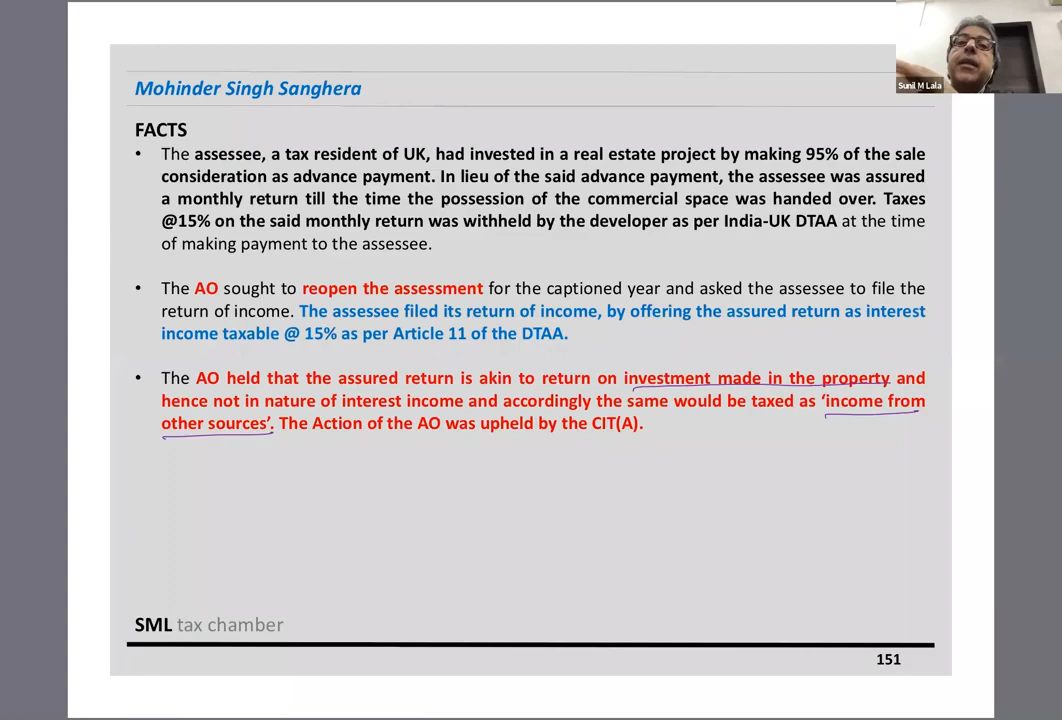 Sunil M Lala
Mohinder Singh Sanghera
FACTS
• The assessee, a tax resident of UK, had invested in a real estate project by making 95% of the sale
consideration as advance payment. In lieu of the said advance payment, the assessee was assured
a monthly return till the time the possession of the commercial space was handed over. Taxes
@15% on the said monthly return was withheld by the developer as per India-UK DTAA at the time
of making payment to the assessee.
• The AO sought to reopen the assessment for the captioned year and asked the assessee to file the
return of income. The assessee filed its return of income, by offering the assured return as interest
income taxable @ 15% as per Article 11 of the DTAA.
• The AO held that the assured return is akin to return on investment made in the property and
hence not in nature of interest income and accordingly the same would be taxed as ‘income from
other sources’. The Action of the AO was upheld by the CIT(A).
SML tax chamber
151